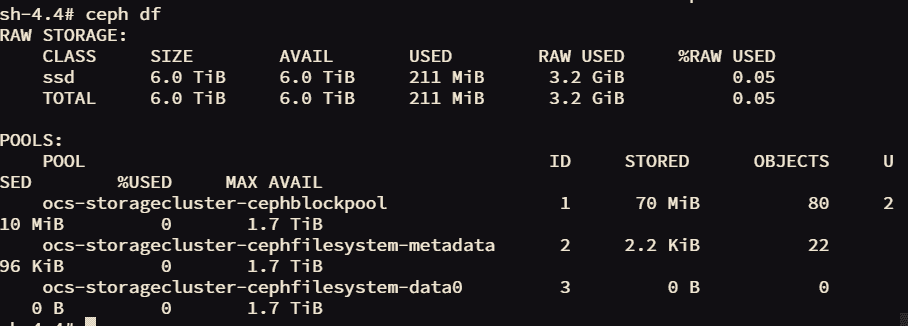 sh-4.4# ceph df
RAW STORAGE:
    CLASS     SIZE        AVAIL       USED        RAW USED     %RAW USED
    ssd       6.0 TiB     6.0 TiB     211 MiB      3.2 GiB          0.05
    TOTAL     6.0 TiB     6.0 TiB     211 MiB      3.2 GiB          0.05

POOLS:
    POOL                                           ID     STORED      OBJECTS     U
SED        %USED     MAX AVAIL
    ocs-storagecluster-cephblockpool                1      70 MiB          80     2
10 MiB         0       1.7 TiB
    ocs-storagecluster-cephfilesystem-metadata      2     2.2 KiB          22
96 KiB         0       1.7 TiB
    ocs-storagecluster-cephfilesystem-data0         3         0 B           0
   0 B         0       1.7 TiB
sh-4.4#